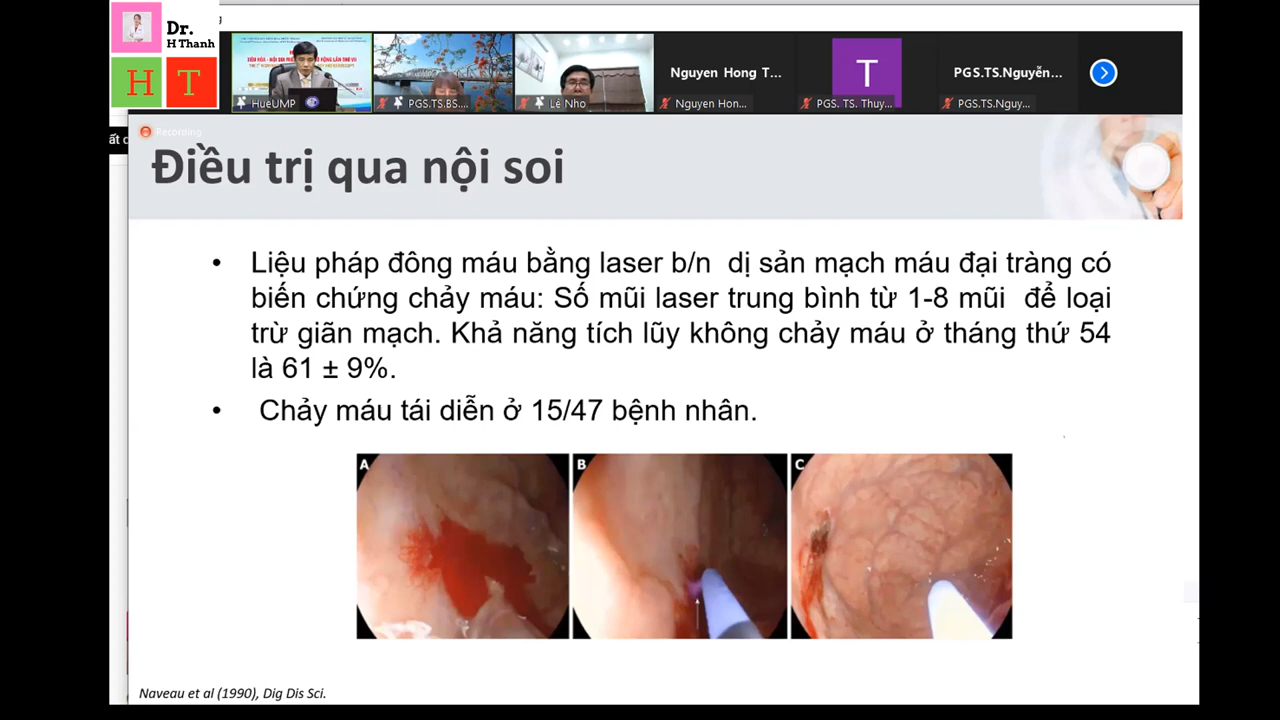 Dr.
H Thanh
H T
HueUMP
PGS.TS.BS....
Lê Nho
Nguyen Hong T...
Nguyen Hon...
T
PGS. TS. Thuy...
PGS.TS.Nguyễn...
PGS.TS.Nguy...
Recording
Điều trị qua nội soi
• Liệu pháp đông máu bằng laser b/n dị sản mạch máu đại tràng có
biến chứng chảy máu: Số mũi laser trung bình từ 1-8 mũi để loại
trừ giãn mạch. Khả năng tích lũy không chảy máu ở tháng thứ 54
là 61 ± 9%.
• Chảy máu tái diễn ở 15/47 bệnh nhân.
A
B
C
Naveau et al (1990), Dig Dis Sci.